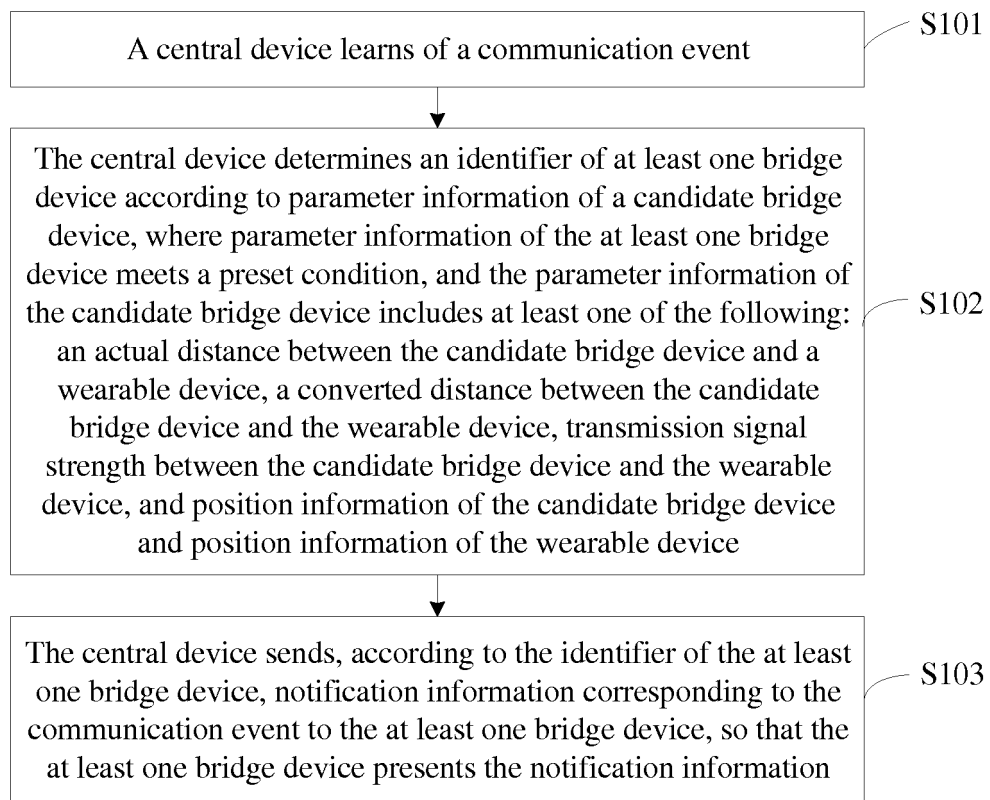 A central device learns of a communication event
S101
The central device determines an identifier of at least one bridge
device according to parameter information of a candidate bridge
device, where parameter information of the at least one bridge
device meets a preset condition, and the parameter information of
the candidate bridge device includes at least one of the following:
an actual distance between the candidate bridge device and a
wearable device, a converted distance between the candidate
bridge device and the wearable device, transmission signal
strength between the candidate bridge device and the wearable
device, and position information of the candidate bridge device
and position information of the wearable device
S102
The central device sends, according to the identifier of the at least
one bridge device, notification information corresponding to the
communication event to the at least one bridge device, so that the
at least one bridge device presents the notification information
S103